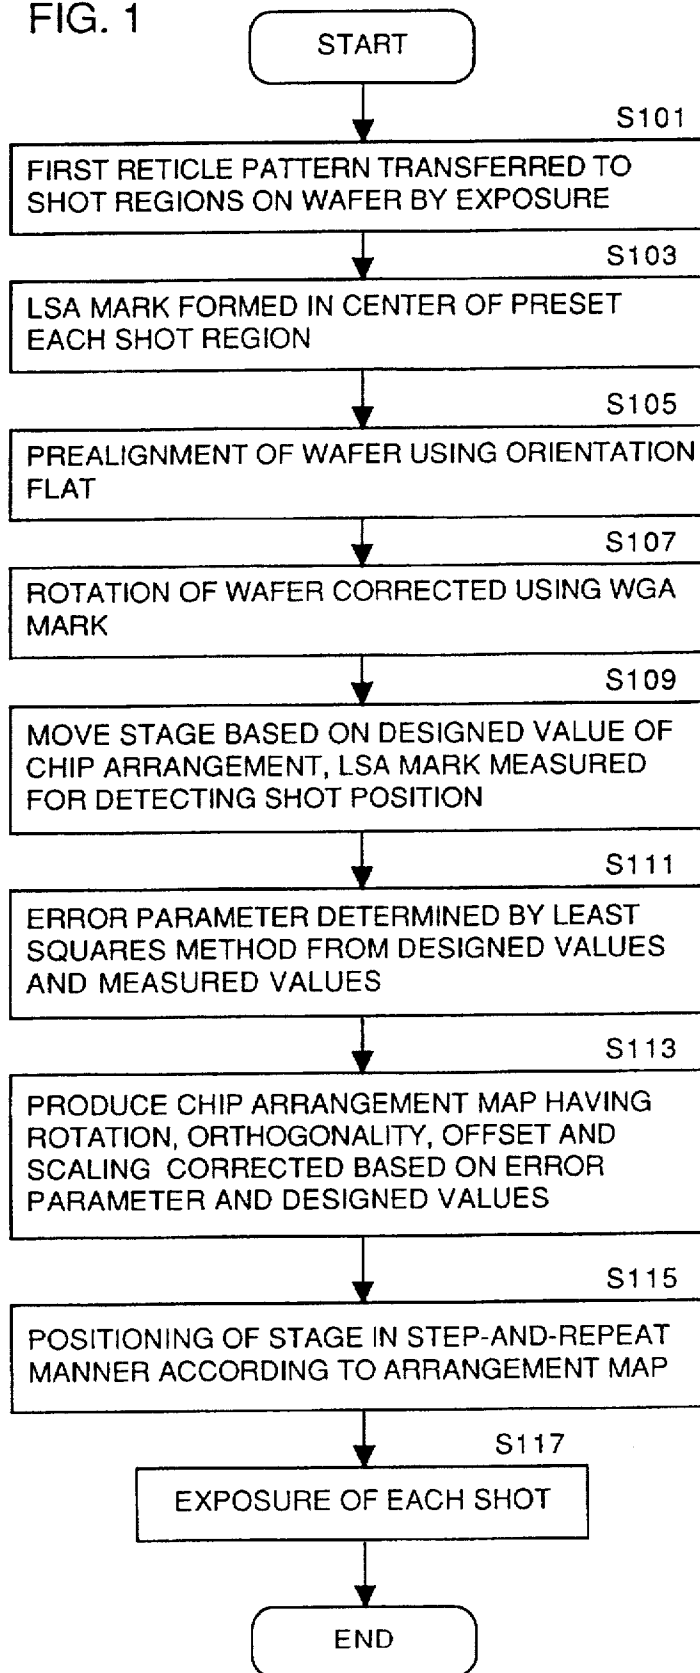 FIG. 1
START
S101
FIRST RETICLE PATTERN TRANSFERRED TO
SHOT REGIONS ON WAFER BY EXPOSURE
S103
LSA MARK FORMED IN CENTER OF PRESET
EACH SHOT REGION
S105
PREALIGNMENT OF WAFER USING ORIENTATION
FLAT
S107
ROTATION OF WAFER CORRECTED USING WGA
MARK
S109
MOVE STAGE BASED ON DESIGNED VALUE OF
CHIP ARRANGEMENT, LSA MARK MEASURED
FOR DETECTING SHOT POSITION
S111
ERROR PARAMETER DETERMINED BY LEAST
SQUARES METHOD FROM DESIGNED VALUES
AND MEASURED VALUES
S113
PRODUCE CHIP ARRANGEMENT MAP HAVING
ROTATION, ORTHOGONALITY, OFFSET AND
SCALING CORRECTED BASED ON ERROR
PARAMETER AND DESIGNED VALUES
S115
POSITIONING OF STAGE IN STEP-AND-REPEAT
MANNER ACCORDING TO ARRANGEMENT MAP
S117
EXPOSURE OF EACH SHOT
END